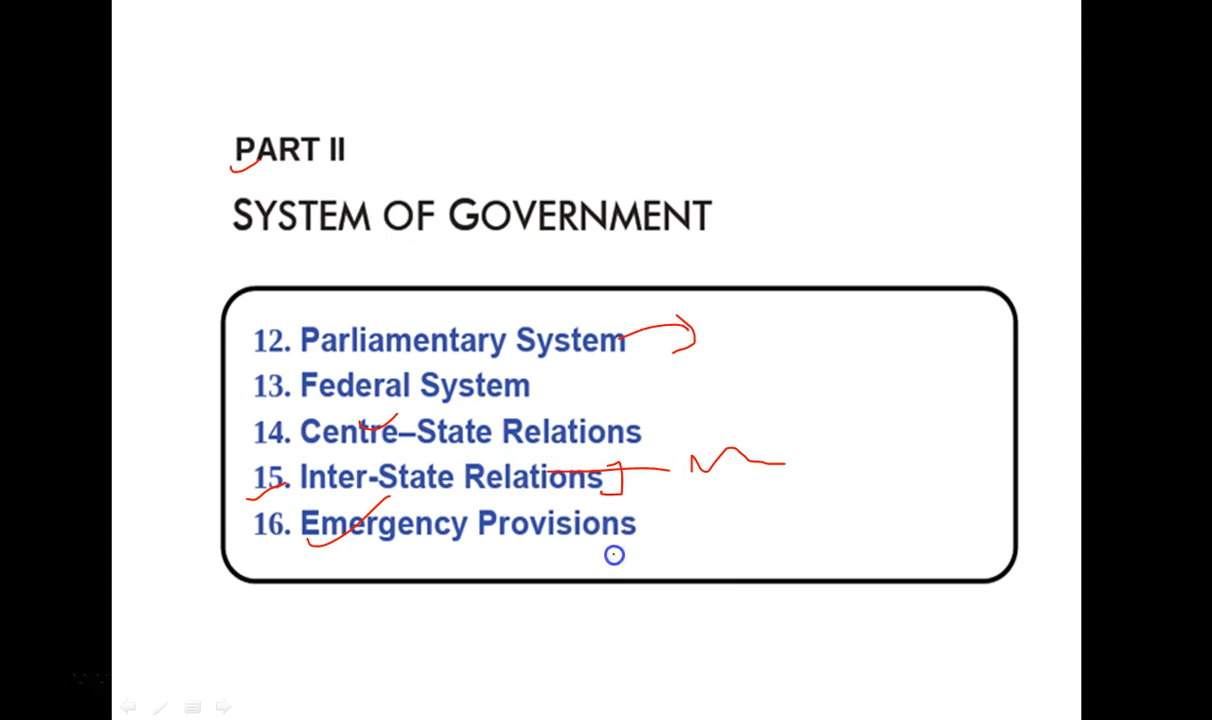 PART II
SYSTEM OF GOVERNMENT
12. Parliamentary System
13. Federal System
14. Centre–State Relations
15. Inter-State Relations
16. Emergency Provisions